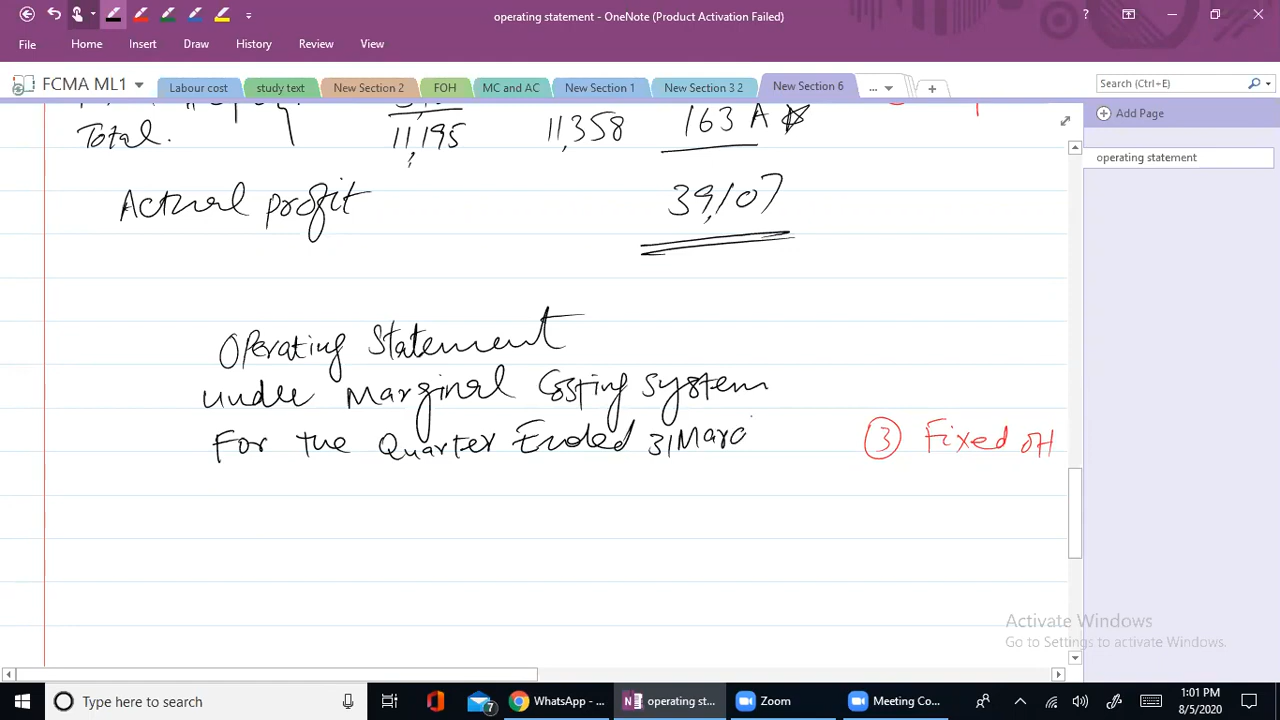 operating statement - OneNote (Product Activation Failed)
?
File Home Insert Draw History Review View
FCMA ML1 Labour cost study text New Section 2 FOH MC and AC New Section 1 New Section 3 2 New Section 6 ... Search (Ctrl+E)
Add Page
operating statement
Total. 11,195 11,358 163 A
Actual profit 39,107
Operating Statement
under Marginal Costing system
For the Quarter Ended 31 Marc
3 Fixed OH
Activate Windows
Go to Settings to activate Windows.
Type here to search 7 WhatsApp - ... operating st... Zoom Meeting Co... 1:01 PM
8/5/2020